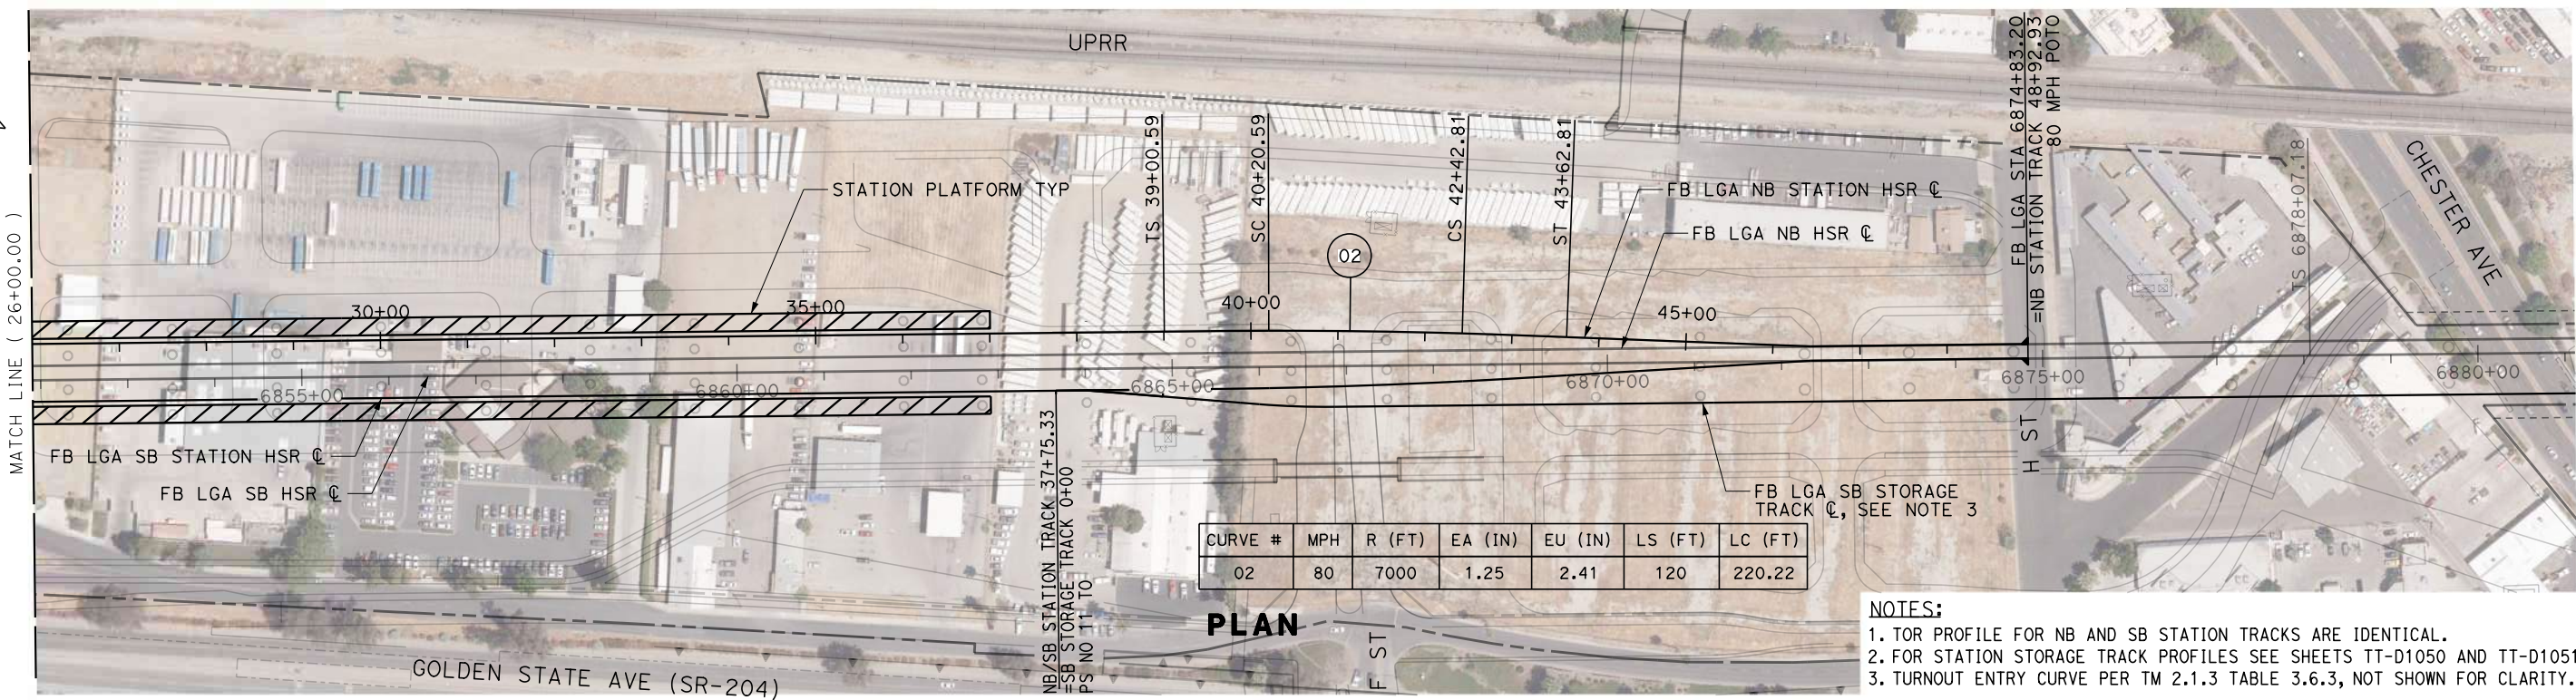 UPRR
MATCH LINE ( 26+00.00 )
STATION PLATFORM TYP
30+00
35+00
40+00
45+00
TS 39+00.59
SC 40+20.59
CS 42+42.81
ST 43+62.81
02
FB LGA NB STATION HSR ℄
FB LGA NB HSR ℄
FB LGA STA 6874+83.20
=NB STATION TRACK 48+92.93
80 MPH POTO
TS 6878+07.18
CHESTER AVE
6855+00
6860+00
6865+00
6870+00
6875+00
6880+00
FB LGA SB STATION HSR ℄
FB LGA SB HSR ℄
NB/SB STATION TRACK 37+75.33
=SB STORAGE TRACK 0+00
PS NO 11 TO
H ST
FB LGA SB STORAGE
TRACK ℄, SEE NOTE 3
CURVE # MPH R (FT) EA (IN) EU (IN) LS (FT) LC (FT)
02 80 7000 1.25 2.41 120 220.22
PLAN
F ST
GOLDEN STATE AVE (SR-204)
NOTES:
1. TOR PROFILE FOR NB AND SB STATION TRACKS ARE IDENTICAL.
2. FOR STATION STORAGE TRACK PROFILES SEE SHEETS TT-D1050 AND TT-D1051
3. TURNOUT ENTRY CURVE PER TM 2.1.3 TABLE 3.6.3, NOT SHOWN FOR CLARITY.